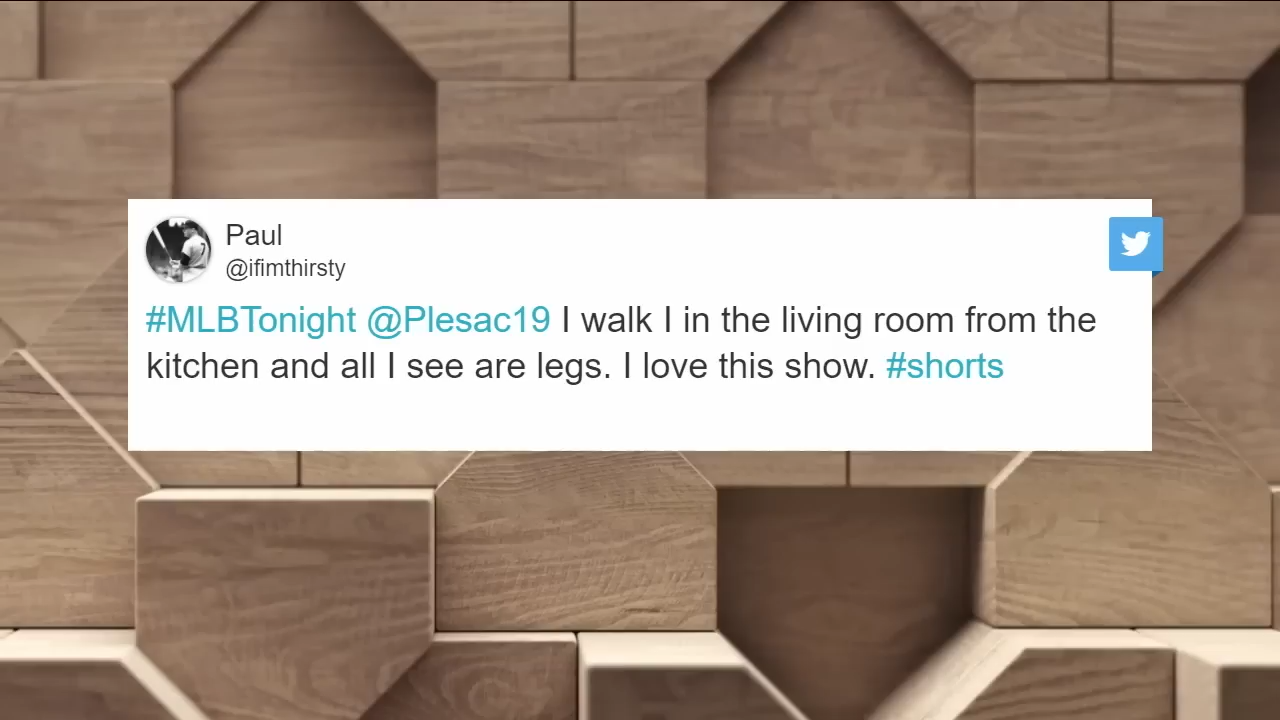 Paul
@ifimthirsty
#MLBTonight @Plesac19 I walk I in the living room from the
kitchen and all I see are legs. I love this show. #shorts